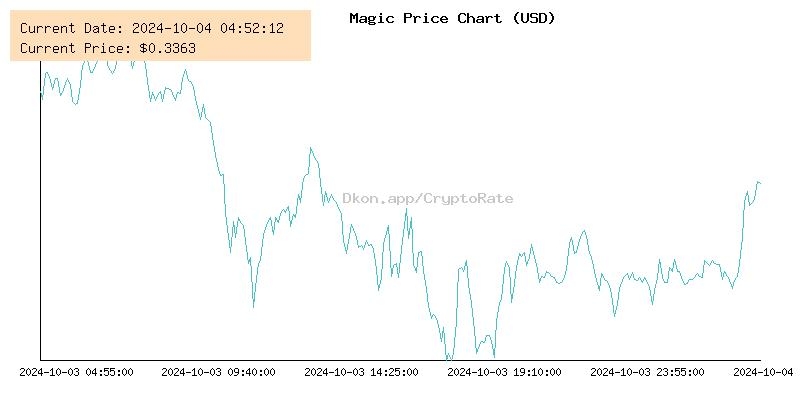 Magic Price Chart (USD)
Current Date: 2024-10-04 04:52:12
Current Price: $0.3363
Dkon.app/CryptoRate
2024-10-03 04:55:00 2024-10-03 09:40:00 2024-10-03 14:25:00 2024-10-03 19:10:00 2024-10-03 23:55:00 2024-10-04